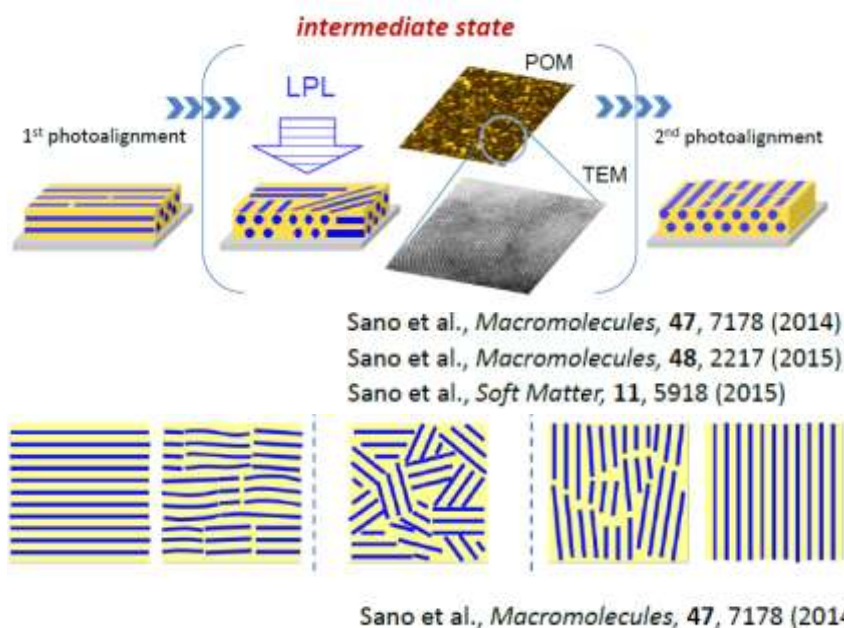 intermediate state
POM
LPL
1st photoalignment
2nd photoalignment
TEM
Sano et al., Macromolecules, 47, 7178 (2014)
Sano et al., Macromolecules, 48, 2217 (2015)
Sano et al., Soft Matter, 11, 5918 (2015)
Sano et al., Macromolecules, 47, 7178 (2014